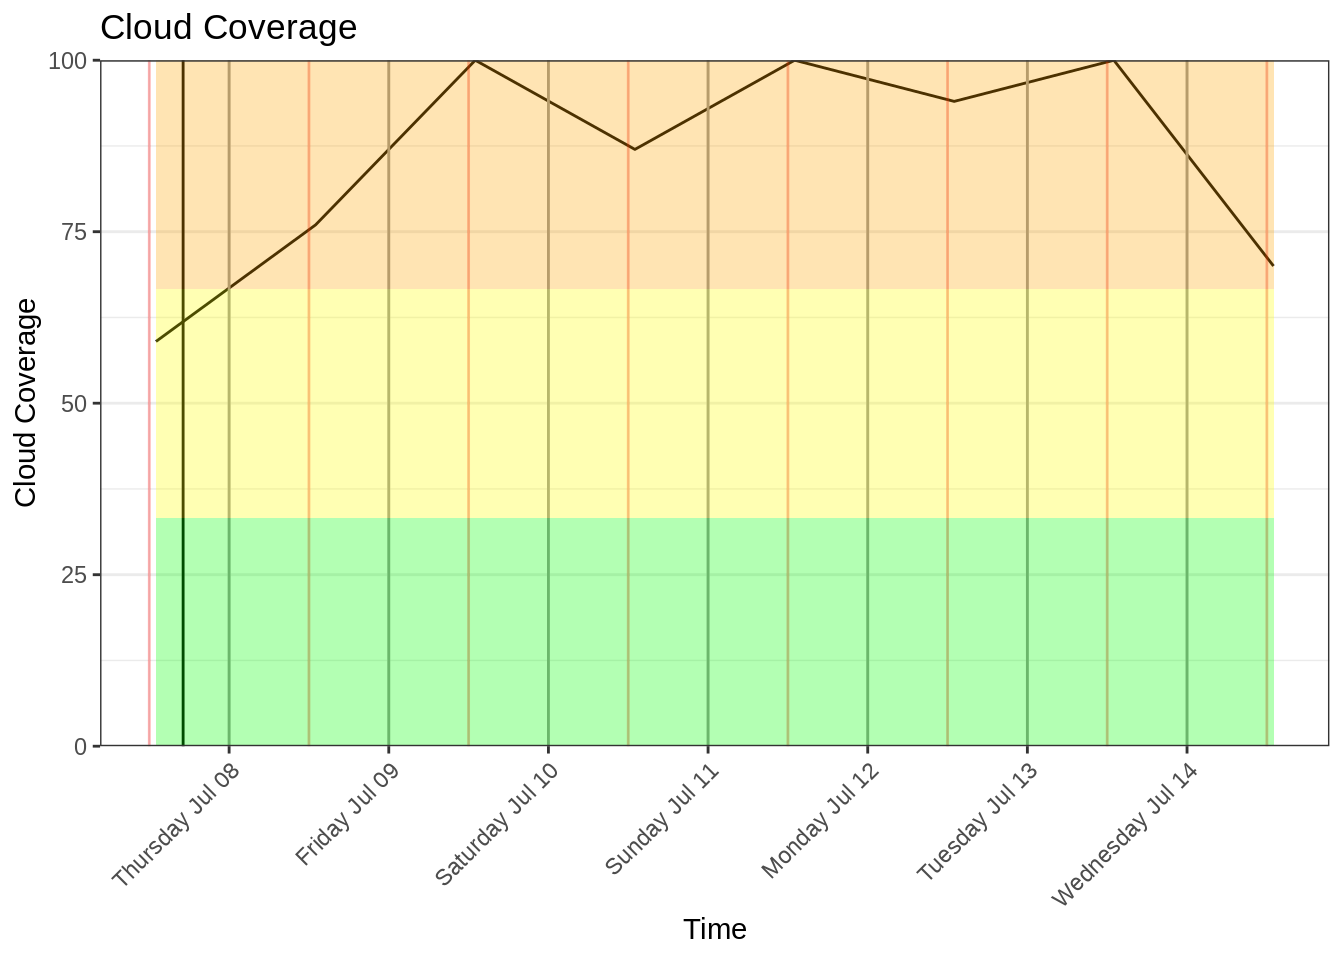 Cloud Coverage
Cloud Coverage
100
75
50
25
0
Thursday Jul 08
Friday Jul 09
Saturday Jul 10
Sunday Jul 11
Monday Jul 12
Tuesday Jul 13
Wednesday Jul 14
Time